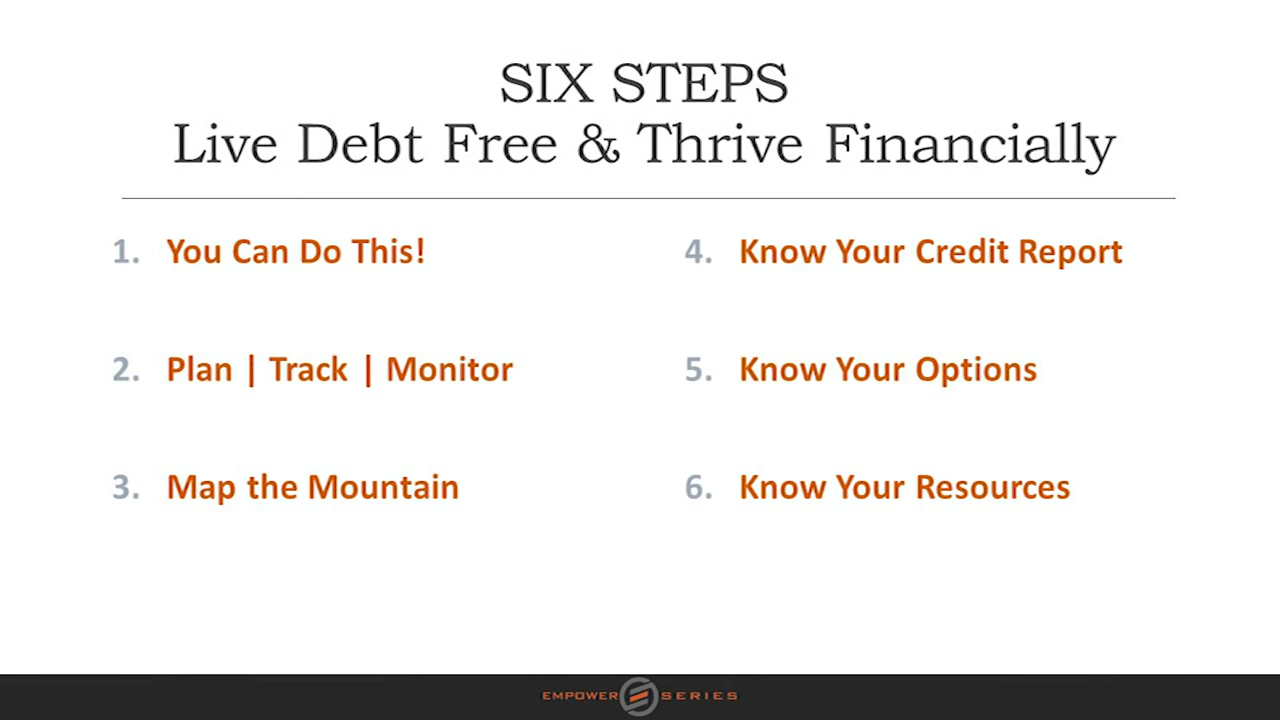 SIX STEPS
Live Debt Free & Thrive Financially
1. You Can Do This!
2. Plan | Track | Monitor
3. Map the Mountain
4. Know Your Credit Report
5. Know Your Options
6. Know Your Resources
EMPOWER SERIES